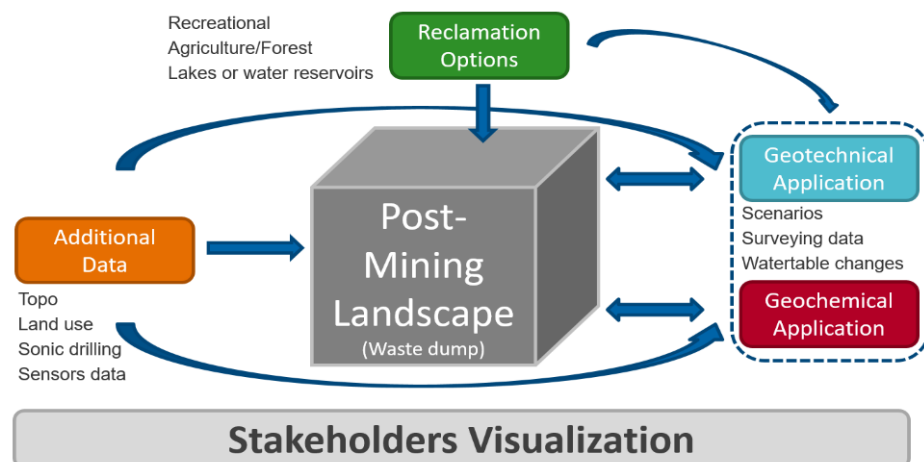 Recreational
Agriculture/Forest
Lakes or water reservoirs
Reclamation
Options
Geotechnical
Application
Scenarios
Surveying data
Watertable changes
Geochemical
Application
Post-
Mining
Landscape
(Waste dump)
Additional
Data
Topo
Land use
Sonic drilling
Sensors data
Stakeholders Visualization